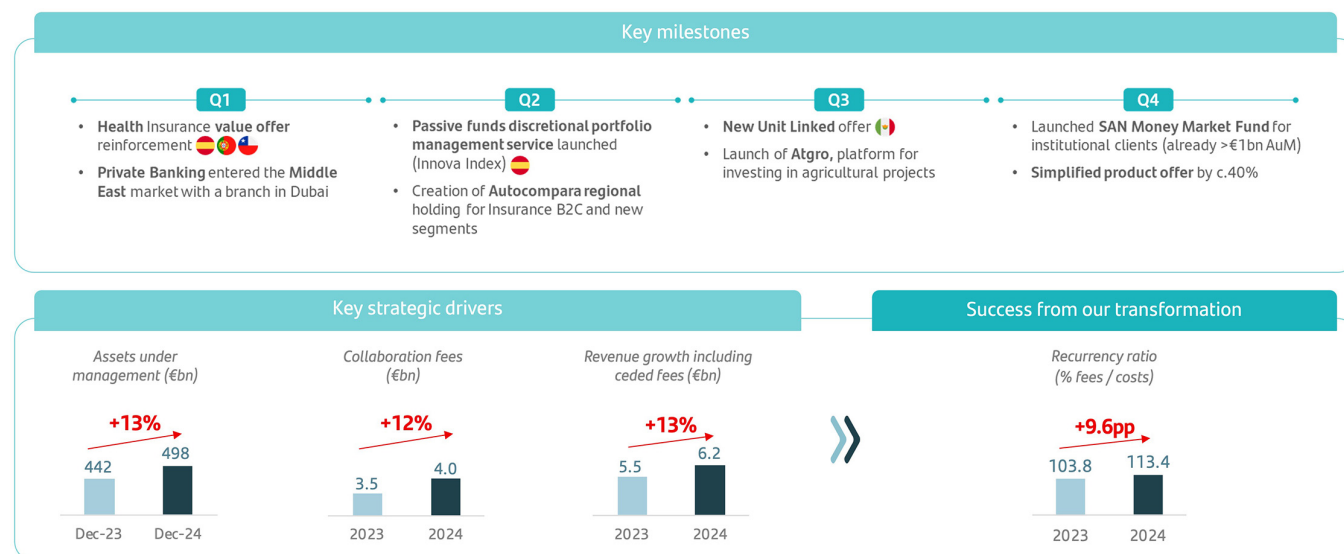 Key milestones
Q1
• Health Insurance value offer
reinforcement
• Private Banking entered the Middle
East market with a branch in Dubai
Q2
• Passive funds discretional portfolio
management service launched
(Innova Index)
• Creation of Autocompara regional
holding for Insurance B2C and new
segments
Q3
• New Unit Linked offer
• Launch of Atgro, platform for
investing in agricultural projects
Q4
• Launched SAN Money Market Fund for
institutional clients (already >€1bn AuM)
• Simplified product offer by c.40%
Key strategic drivers
Assets under
management (€bn)
+13%
442
498
Dec-23
Dec-24
Collaboration fees
(€bn)
+12%
3.5
4.0
2023
2024
Revenue growth including
ceded fees (€bn)
+13%
5.5
6.2
2023
2024
Success from our transformation
Recurrency ratio
(% fees / costs)
+9.6pp
103.8
113.4
2023
2024